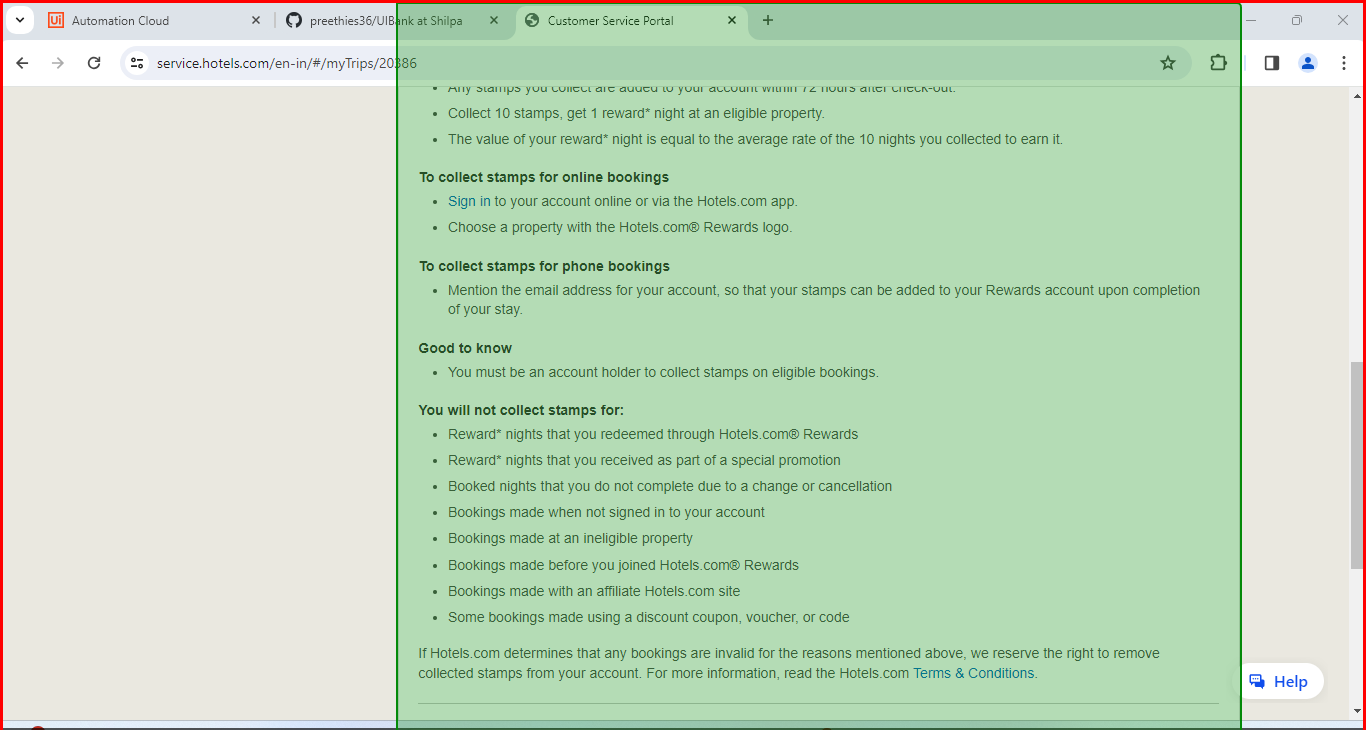 Automation Cloud
preethies36/UIBank at Shilpa
Customer Service Portal
service.hotels.com/en-in/#/myTrips/20386
Any stamps you collect are added to your account within 72 hours after check-out.
Collect 10 stamps, get 1 reward* night at an eligible property.
The value of your reward* night is equal to the average rate of the 10 nights you collected to earn it.
To collect stamps for online bookings
Sign in to your account online or via the Hotels.com app.
Choose a property with the Hotels.com® Rewards logo.
To collect stamps for phone bookings
Mention the email address for your account, so that your stamps can be added to your Rewards account upon completion
of your stay.
Good to know
You must be an account holder to collect stamps on eligible bookings.
You will not collect stamps for:
Reward* nights that you redeemed through Hotels.com® Rewards
Reward* nights that you received as part of a special promotion
Booked nights that you do not complete due to a change or cancellation
Bookings made when not signed in to your account
Bookings made at an ineligible property
Bookings made before you joined Hotels.com® Rewards
Bookings made with an affiliate Hotels.com site
Some bookings made using a discount coupon, voucher, or code
If Hotels.com determines that any bookings are invalid for the reasons mentioned above, we reserve the right to remove
collected stamps from your account. For more information, read the Hotels.com Terms & Conditions.
Help